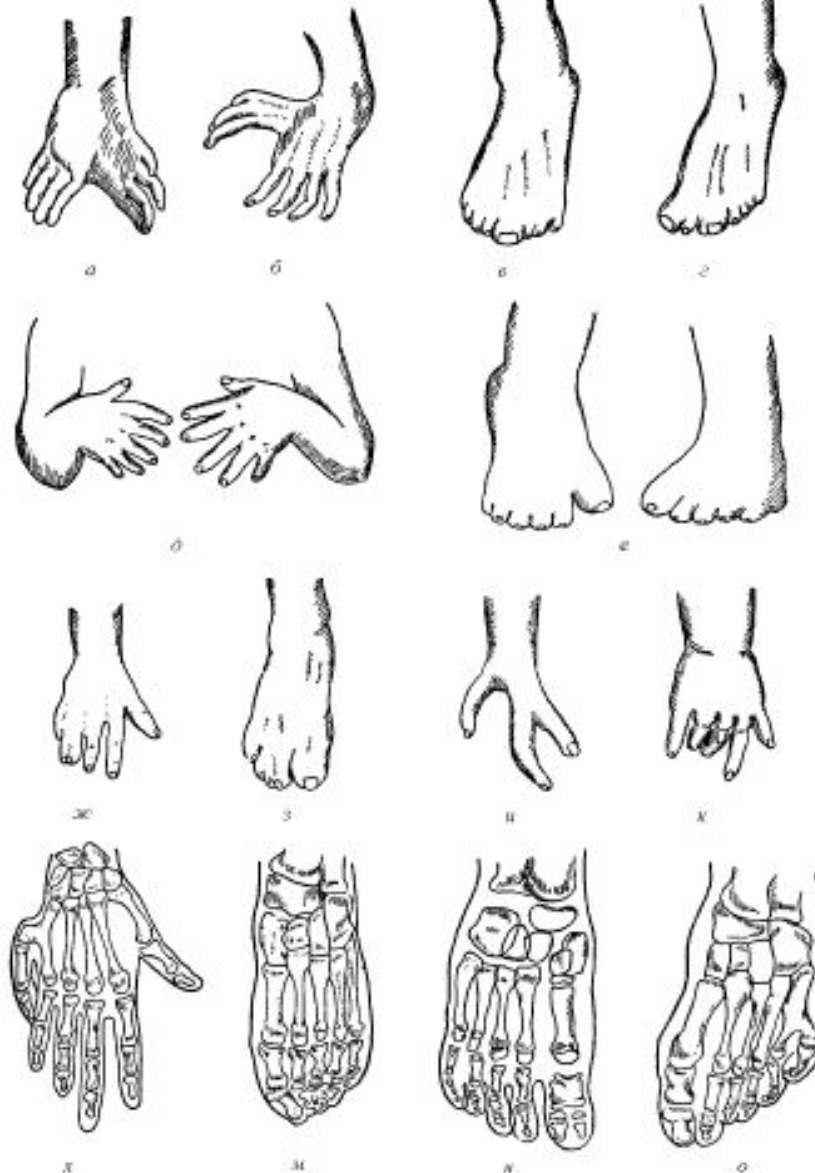 а б в г
д е
ж з и к
л м н о